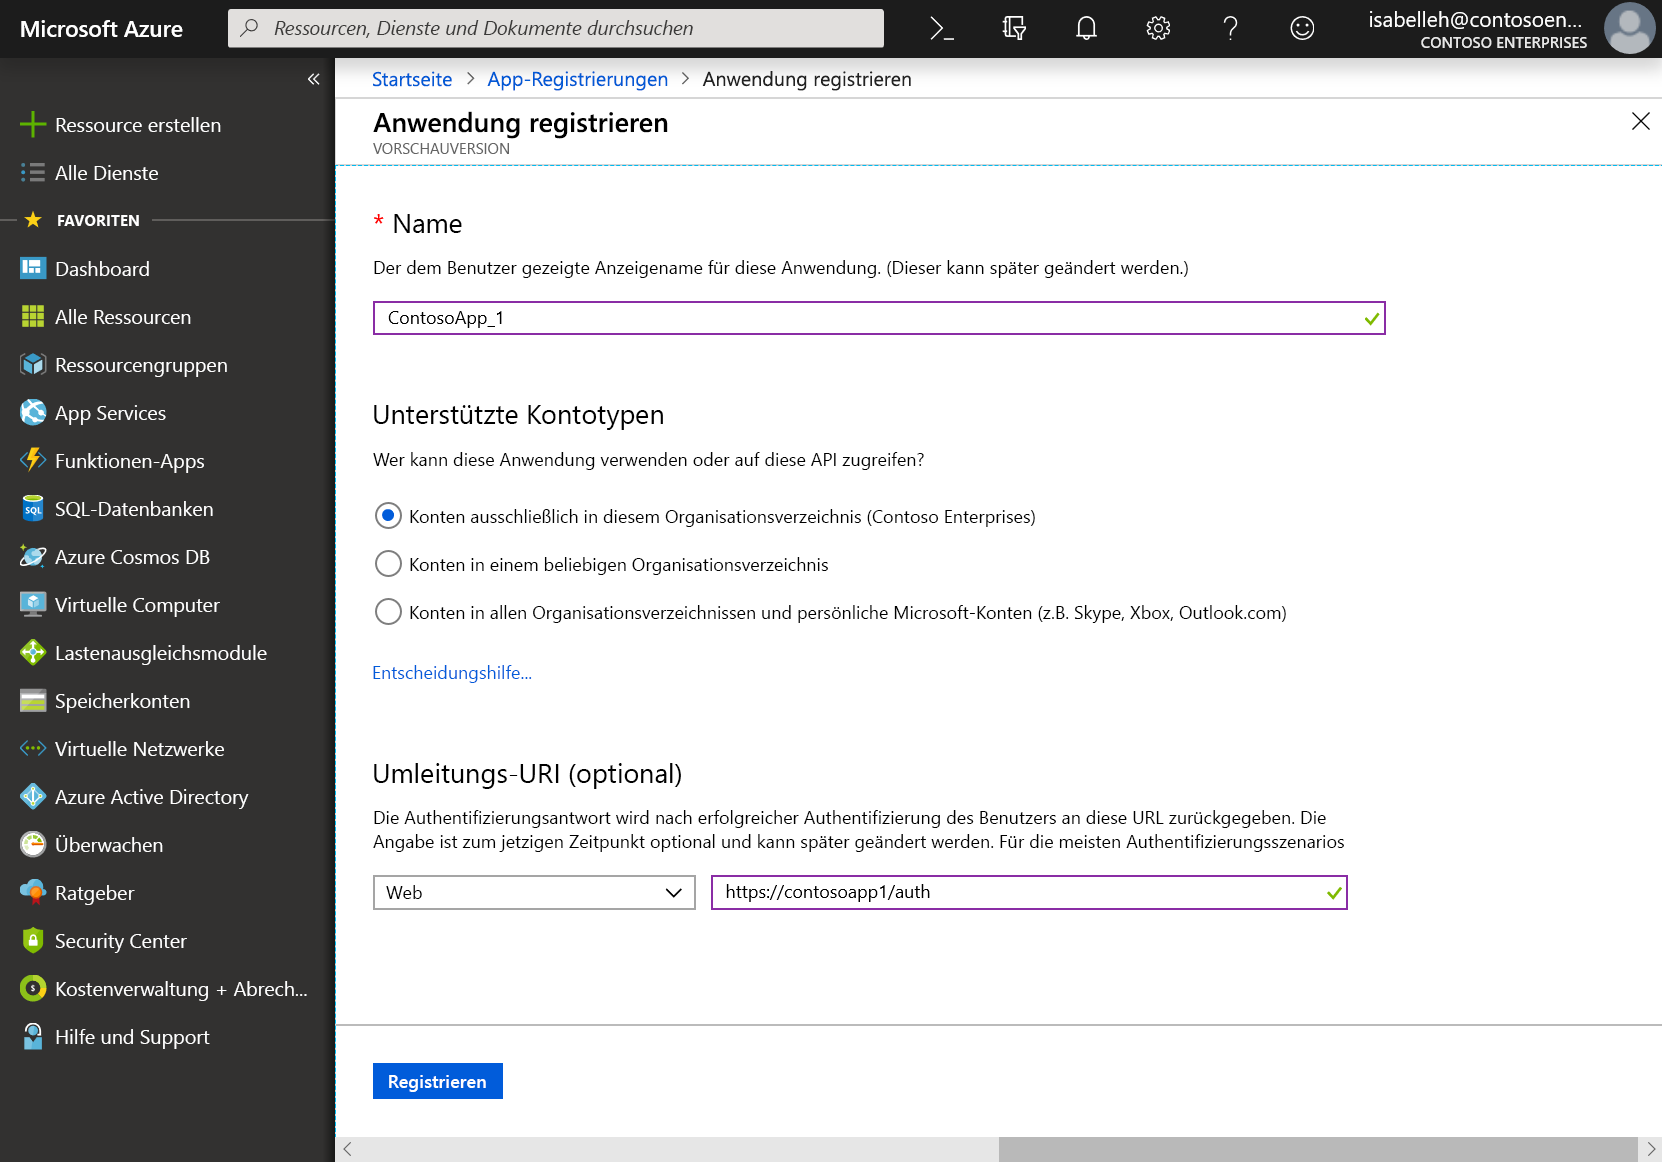 Microsoft Azure
Ressourcen, Dienste und Dokumente durchsuchen
isabelleh@contosoen...
CONTOSO ENTERPRISES
Ressource erstellen
Alle Dienste
FAVORITEN
Dashboard
Alle Ressourcen
Ressourcengruppen
App Services
Funktionen-Apps
SQL
SQL-Datenbanken
Azure Cosmos DB
Virtuelle Computer
Lastenausgleichsmodule
Speicherkonten
Virtuelle Netzwerke
Azure Active Directory
Überwachen
Ratgeber
Security Center
Kostenverwaltung + Abrech...
Hilfe und Support
Startseite > App-Registrierungen > Anwendung registrieren
Anwendung registrieren
VORSCHAUVERSION
* Name
Der dem Benutzer gezeigte Anzeigename für diese Anwendung. (Dieser kann später geändert werden.)
ContosoApp_1
Unterstützte Kontotypen
Wer kann diese Anwendung verwenden oder auf diese API zugreifen?
Konten ausschließlich in diesem Organisationsverzeichnis (Contoso Enterprises)
Konten in einem beliebigen Organisationsverzeichnis
Konten in allen Organisationsverzeichnissen und persönliche Microsoft-Konten (z.B. Skype, Xbox, Outlook.com)
Entscheidungshilfe...
Umleitungs-URI (optional)
Die Authentifizierungsantwort wird nach erfolgreicher Authentifizierung des Benutzers an diese URL zurückgegeben. Die
Angabe ist zum jetzigen Zeitpunkt optional und kann später geändert werden. Für die meisten Authentifizierungsszenarios
Web
https://contosoapp1/auth
Registrieren